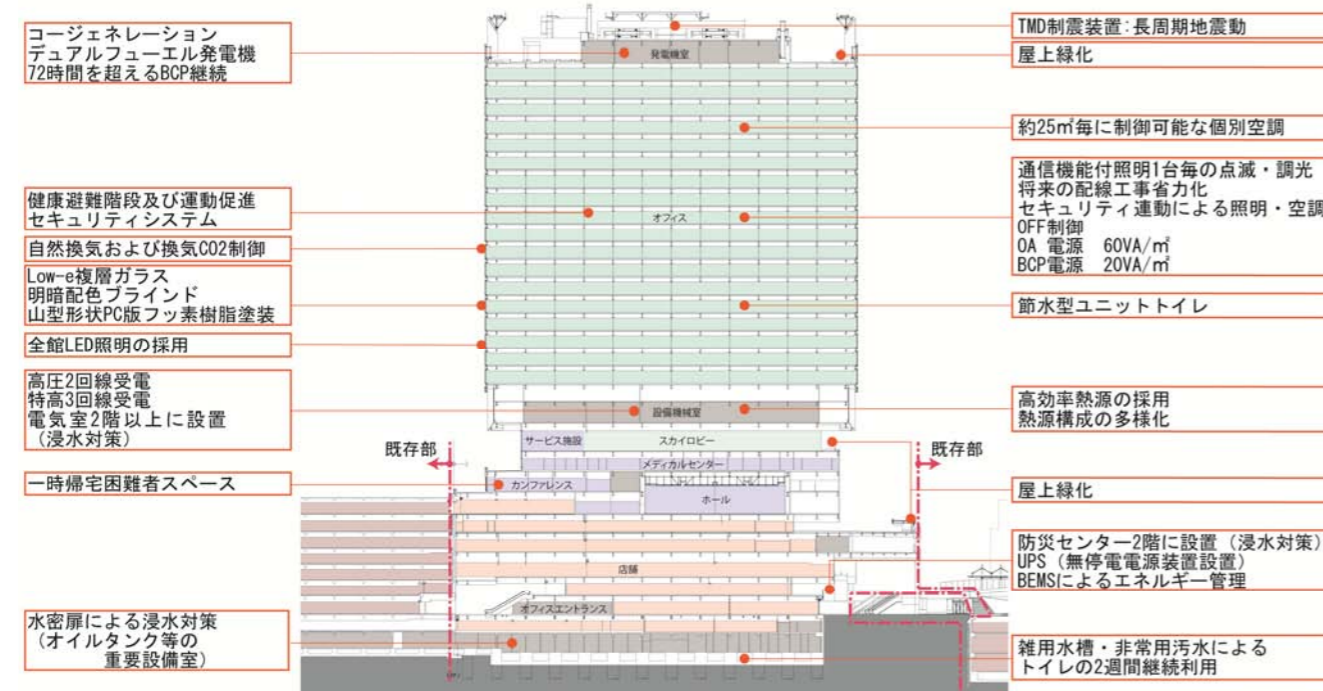 コージェネレーション
デュアルフューエル発電機
72時間を超えるBCP継続
健康避難階段及び運動促進
セキュリティシステム
自然換気および換気CO2制御
Low-e複層ガラス
明暗配色ブラインド
山型形状PC版フッ素樹脂塗装
全館LED照明の採用
高圧2回線受電
特高3回線受電
電気室2階以上に設置
(浸水対策)
一時帰宅困難者スペース
水密扉による浸水対策
(オイルタンク等の
重要設備室)
発電機室
オフィス
設備機械室
サービス施設
スカイロビー
メディカルセンター
カンファレンス
ホール
店舗
オフィスエントランス
既存部
既存部
TMD制震装置:長周期地震動
屋上緑化
約25㎡毎に制御可能な個別空調
通信機能付照明1台毎の点滅・調光
将来の配線工事省力化
セキュリティ連動による照明・空調
OFF制御
OA 電源 60VA/㎡
BCP電源 20VA/㎡
節水型ユニットトイレ
高効率熱源の採用
熱源構成の多様化
屋上緑化
防災センター2階に設置(浸水対策)
UPS(無停電電源装置設置)
BEMSによるエネルギー管理
雑用水槽・非常用汚水による
トイレの2週間継続利用